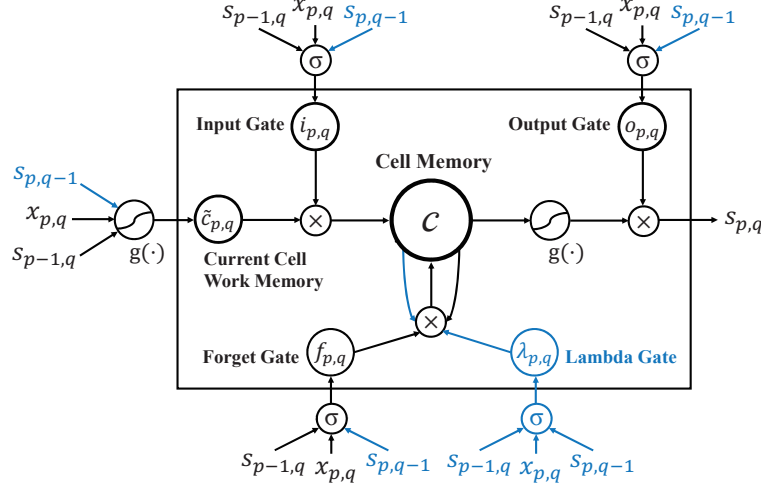 s_{p-1,q} x_{p,q} s_{p,q-1}
s_{p-1,q} x_{p,q} s_{p,q-1}
σ
σ
Input Gate i_{p,q}
Output Gate o_{p,q}
Cell Memory
s_{p,q-1}
x_{p,q}
s_{p-1,q}
g(·)
c̃_{p,q}
×
C
g(·)
×
s_{p,q}
Current Cell
Work Memory
×
Forget Gate f_{p,q}
λ_{p,q} Lambda Gate
σ
σ
s_{p-1,q} x_{p,q} s_{p,q-1}
s_{p-1,q} x_{p,q} s_{p,q-1}